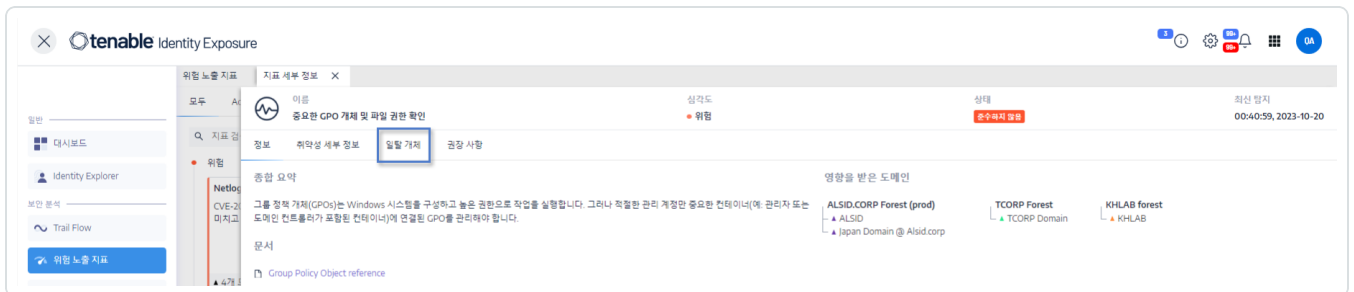 tenable Identity Exposure
3
99+
99+
QA
위험 노출 지표
지표 세부 정보
모두
이름
심각도
상태
최신 탐지
일반
중요한 GPO 개체 및 파일 권한 확인
위험
준수하지 않음
00:40:59, 2023-10-20
대시보드
지표 검
정보
취약성 세부 정보
일탈 개체
권장 사항
Identity Explorer
위험
종합 요약
영향을 받은 도메인
보안 분석
Netlog
CVE-20
미치고
그룹 정책 개체(GPOs)는 Windows 시스템을 구성하고 높은 권한으로 작업을 실행합니다. 그러나 적절한 관리 계정만 중요한 컨테이너(예: 관리자 또는
도메인 컨트롤러가 포함된 컨테이너)에 연결된 GPO를 관리해야 합니다.
ALSID.CORP Forest (prod)
ALSID
Japan Domain @ Alsid.corp
TCORP Forest
TCORP Domain
KHLAB forest
KHLAB
Trail Flow
문서
위험 노출 지표
Group Policy Object reference